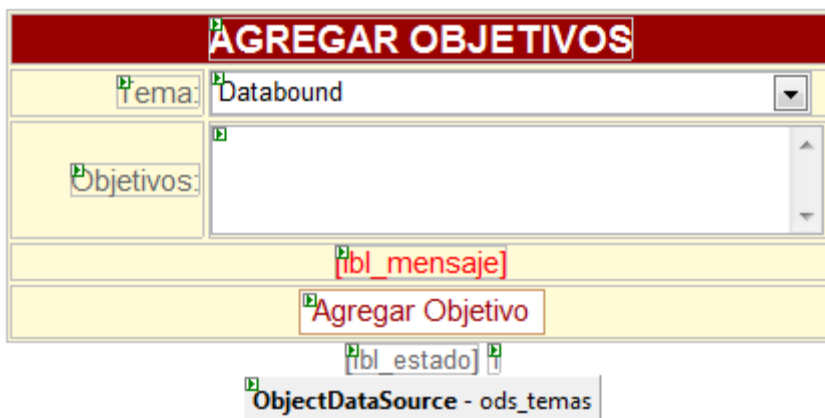 AGREGAR OBJETIVOS
Tema: Databound
Objetivos:
[lbl_mensaje]
Agregar Objetivo
[lbl_estado]
ObjectDataSource - ods_temas